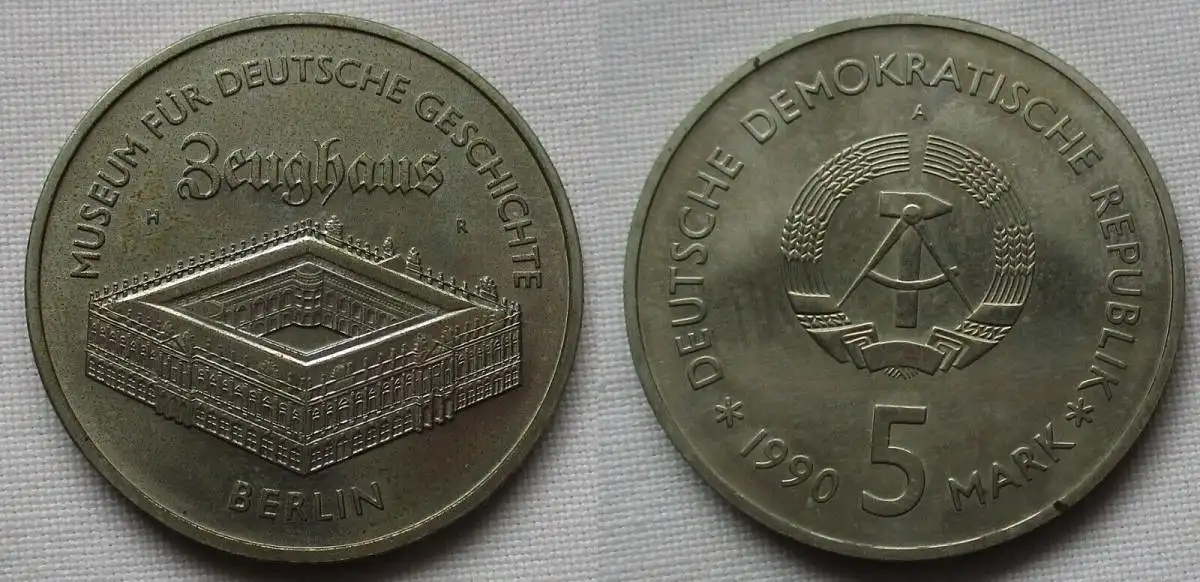 MUSEUM FÜR DEUTSCHE GESCHICHTE
Zeughaus
H R
BERLIN
DEUTSCHE DEMOKRATISCHE REPUBLIK
A
* 1990 5 MARK *